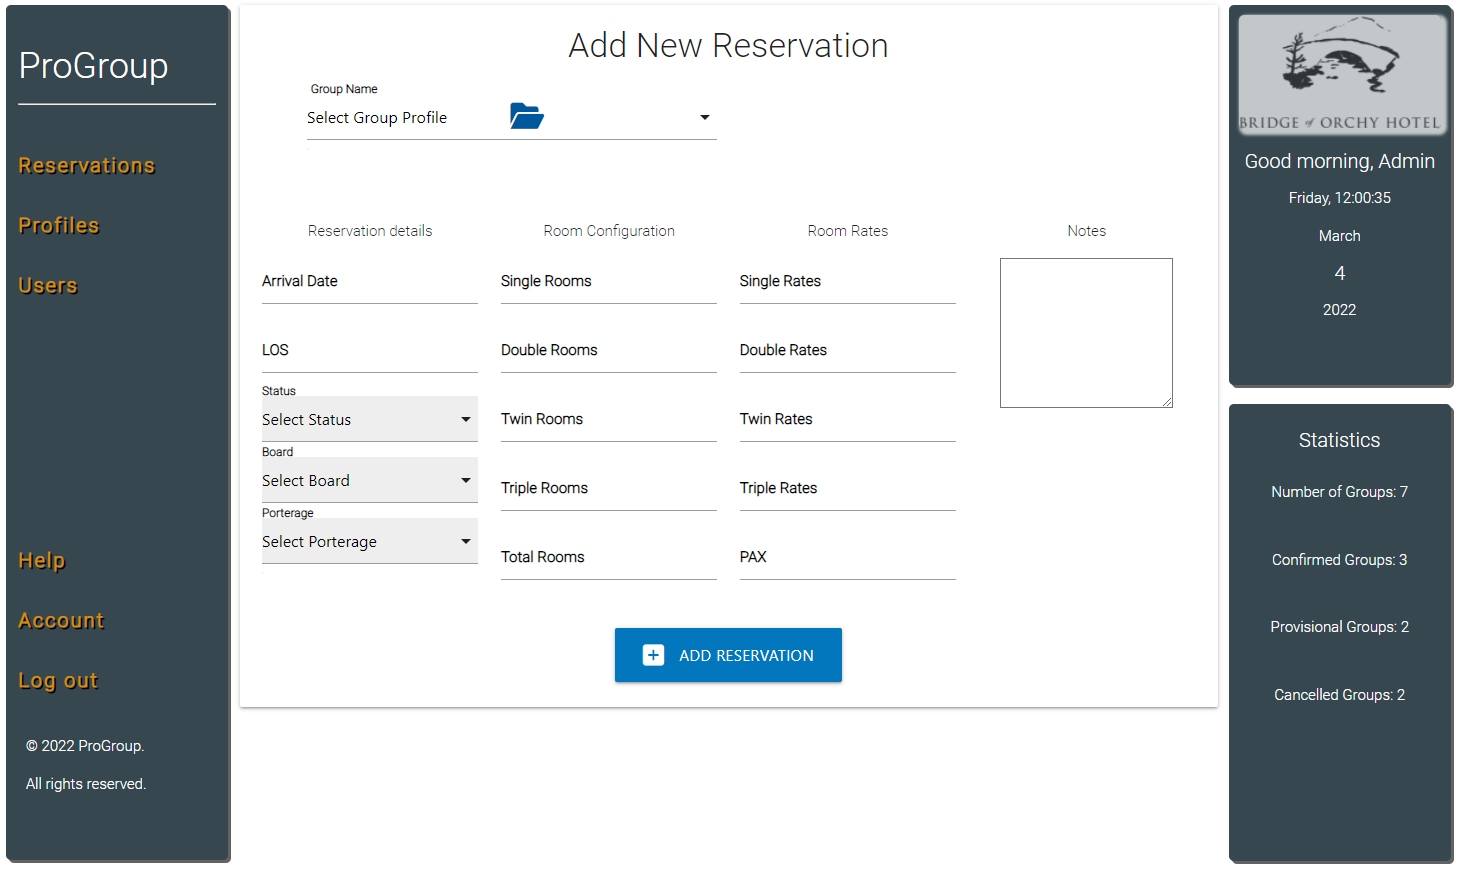 ProGroup
Reservations
Profiles
Users
Help
Account
Log out
© 2022 ProGroup.
All rights reserved.
Add New Reservation
Group Name
Select Group Profile
Reservation details
Arrival Date
LOS
Status
Select Status
Board
Select Board
Porterage
Select Porterage
Room Configuration
Single Rooms
Double Rooms
Twin Rooms
Triple Rooms
Total Rooms
Room Rates
Single Rates
Double Rates
Twin Rates
Triple Rates
PAX
Notes
ADD RESERVATION
BRIDGE of ORCHY HOTEL
Good morning, Admin
Friday, 12:00:35
March
4
2022
Statistics
Number of Groups: 7
Confirmed Groups: 3
Provisional Groups: 2
Cancelled Groups: 2